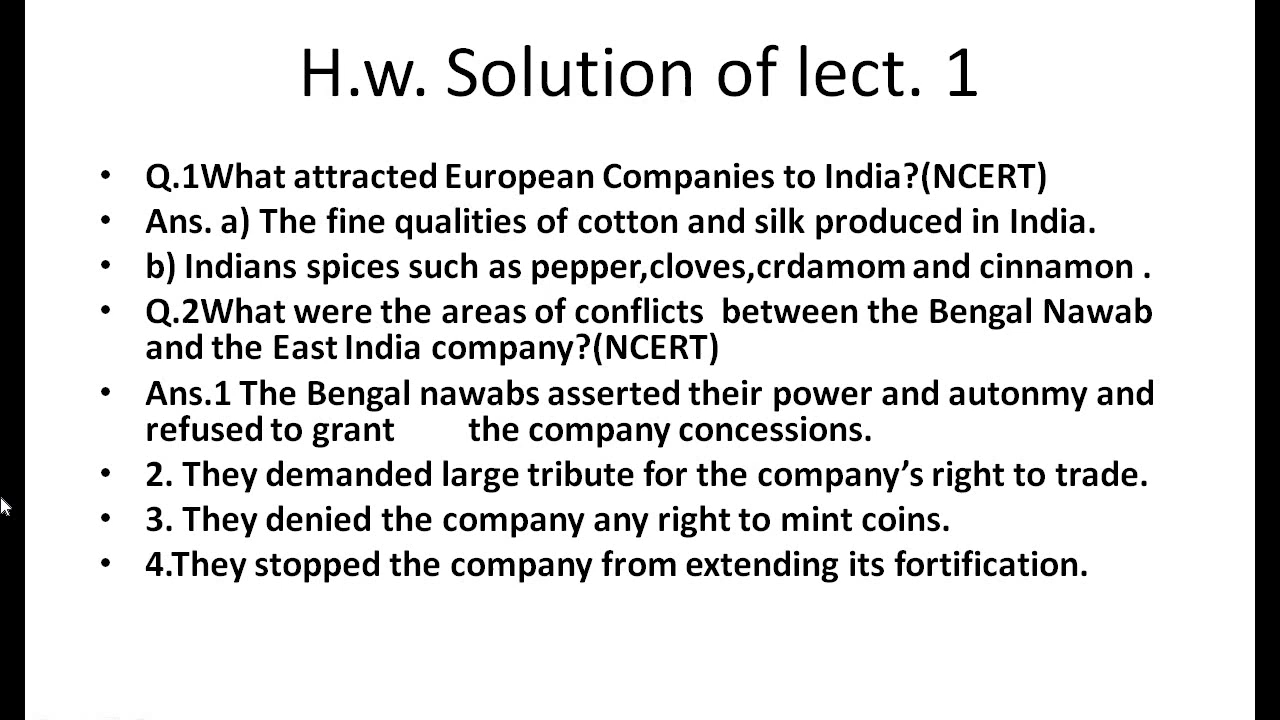 H.w. Solution of lect. 1
• Q.1What attracted European Companies to India?(NCERT)
• Ans. a) The fine qualities of cotton and silk produced in India.
• b) Indians spices such as pepper,cloves,crdamom and cinnamon .
• Q.2What were the areas of conflicts between the Bengal Nawab
and the East India company?(NCERT)
• Ans.1 The Bengal nawabs asserted their power and autonmy and
refused to grant the company concessions.
• 2. They demanded large tribute for the company’s right to trade.
• 3. They denied the company any right to mint coins.
• 4.They stopped the company from extending its fortification.